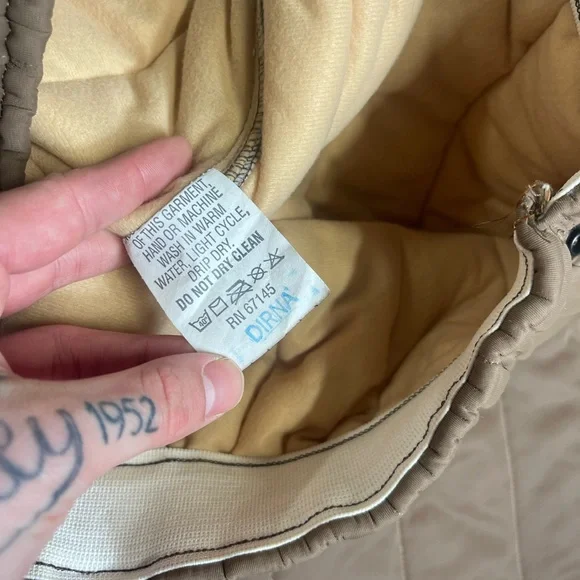 OF THIS GARMENT.
HAND OR MACHINE
WASH IN WARM
WATER, LIGHT CYCLE,
DRIP DRY.
DO NOT DRY CLEAN
40°
RN 67145
DIRNA'
1952